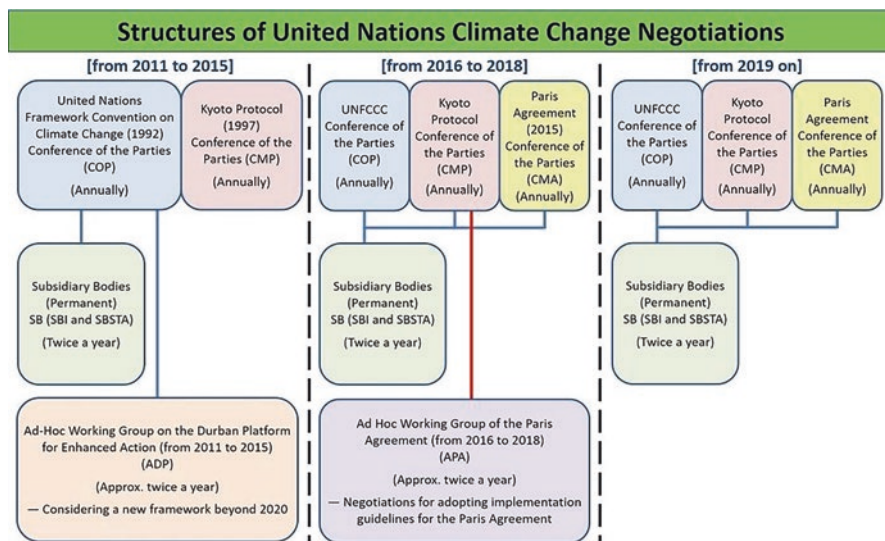 Structures of United Nations Climate Change Negotiations
[from 2011 to 2015]
United Nations
Framework Convention on
Climate Change (1992)
Conference of the Parties
(COP)
(Annually)
Kyoto Protocol
(1997)
Conference of the
Parties (CMP)
(Annually)
Subsidiary Bodies
(Permanent)
SB (SBI and SBSTA)
(Twice a year)
Ad-Hoc Working Group on the Durban Platform
for Enhanced Action (from 2011 to 2015)
(ADP)
(Approx. twice a year)
— Considering a new framework beyond 2020
[from 2016 to 2018]
UNFCCC
Conference of
the Parties
(COP)
(Annually)
Kyoto
Protocol
Conference of
the Parties
(CMP)
(Annually)
Paris
Agreement
(2015)
Conference of
the Parties
(CMA)
(Annually)
Subsidiary Bodies
(Permanent)
SB (SBI and SBSTA)
(Twice a year)
Ad Hoc Working Group of the Paris
Agreement (from 2016 to 2018)
(APA)
(Approx. twice a year)
— Negotiations for adopting implementation
guidelines for the Paris Agreement
[from 2019 on]
UNFCCC
Conference of
the Parties
(COP)
(Annually)
Kyoto
Protocol
Conference of
the Parties
(CMP)
(Annually)
Paris
Agreement
Conference of
the Parties
(CMA)
(Annually)
Subsidiary Bodies
(Permanent)
SB (SBI and SBSTA)
(Twice a year)